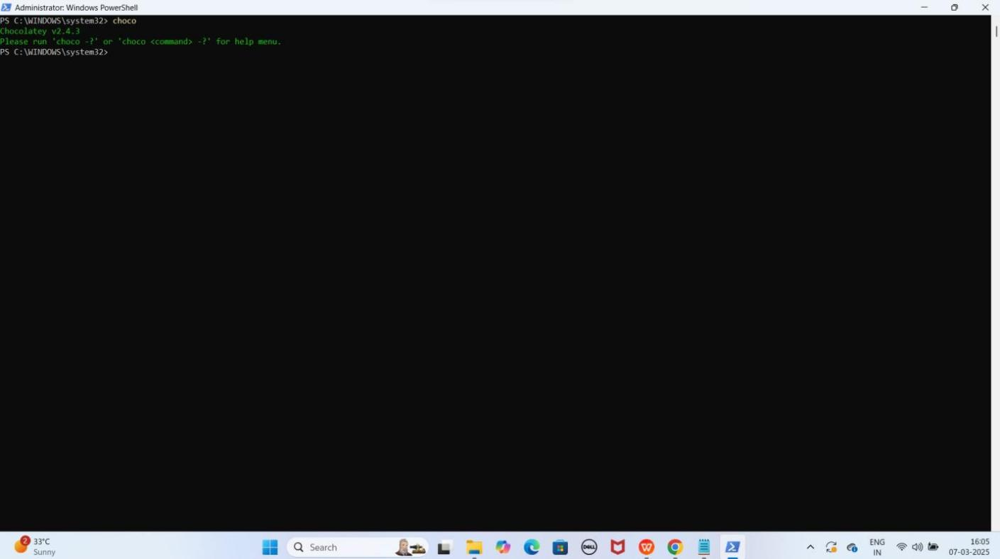 Administrator: Windows PowerShell
PS C:\WINDOWS\system32> choco
Chocolatey v2.4.3
Please run 'choco -?' or 'choco <command> -?' for help menu.
PS C:\WINDOWS\system32>
2
33°C
Sunny
Search
DELL
W
ENG
IN
16:05
07-03-2025